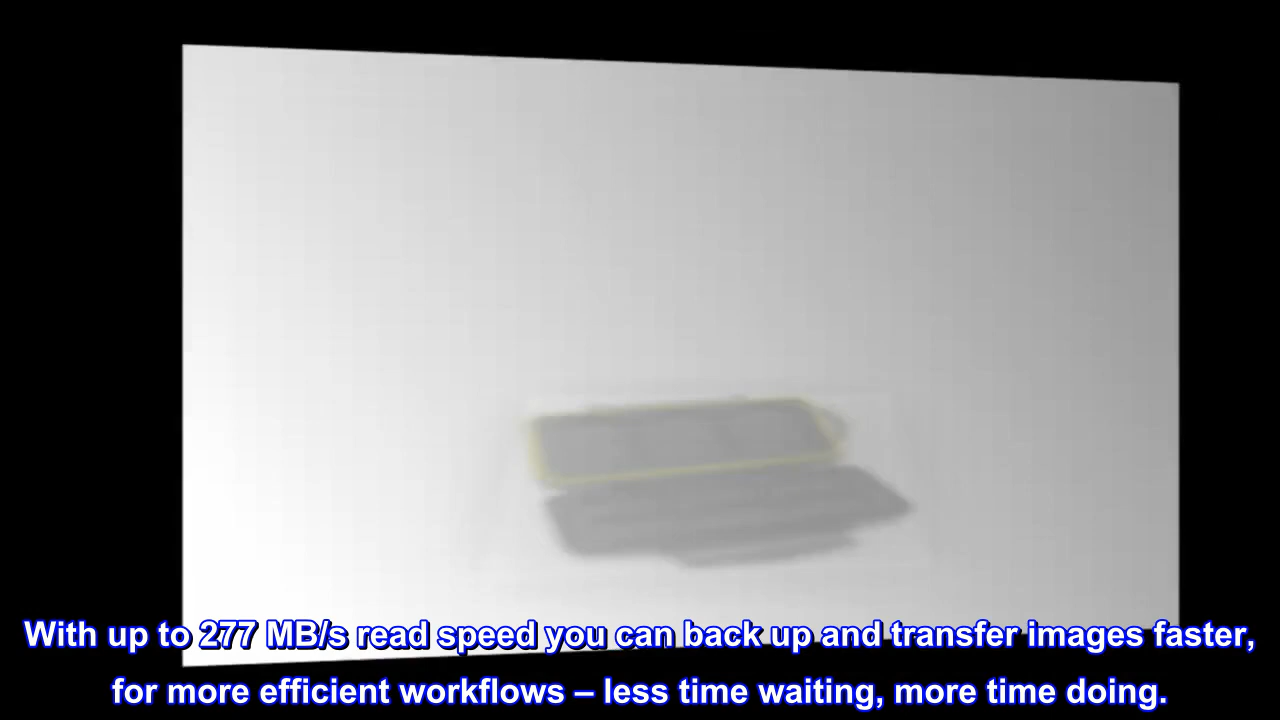 With up to 277 MB/s read speed you can back up and transfer images faster,
for more efficient workflows – less time waiting, more time doing.